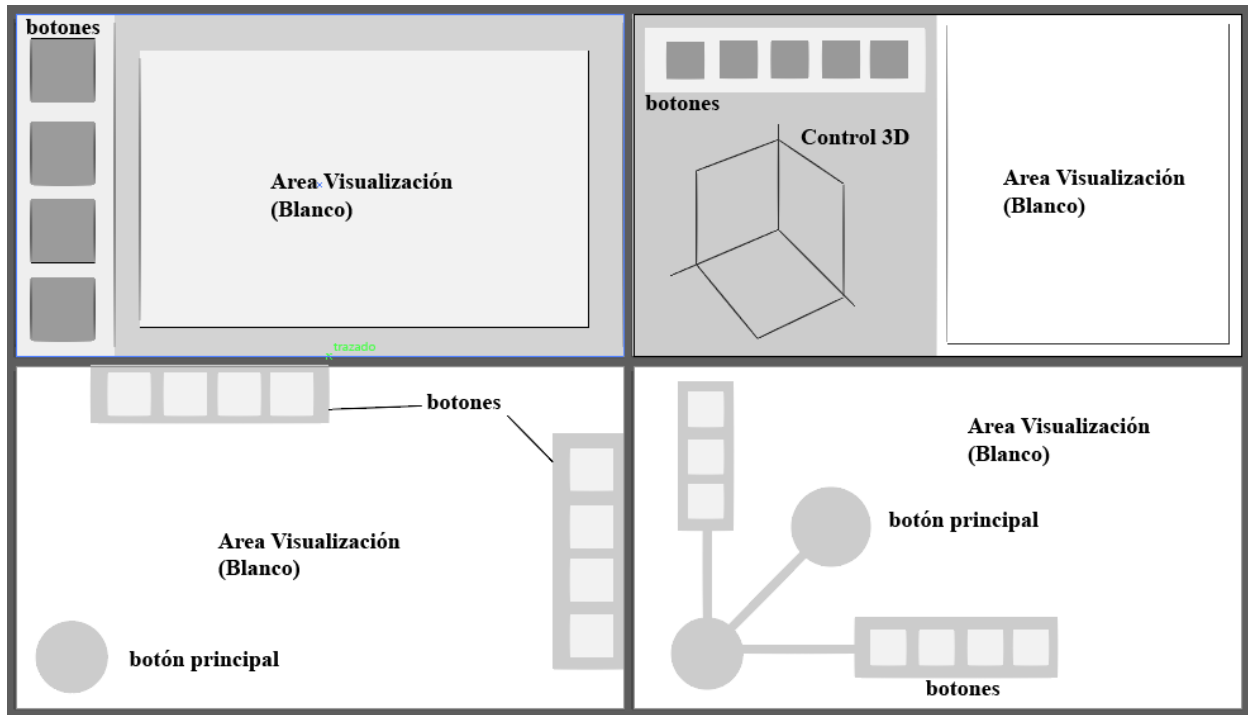 botones
Area Visualización
(Blanco)
trazado
botones
Control 3D
Area Visualización
(Blanco)
botones
Area Visualización
(Blanco)
botón principal
Area Visualización
(Blanco)
botón principal
botones